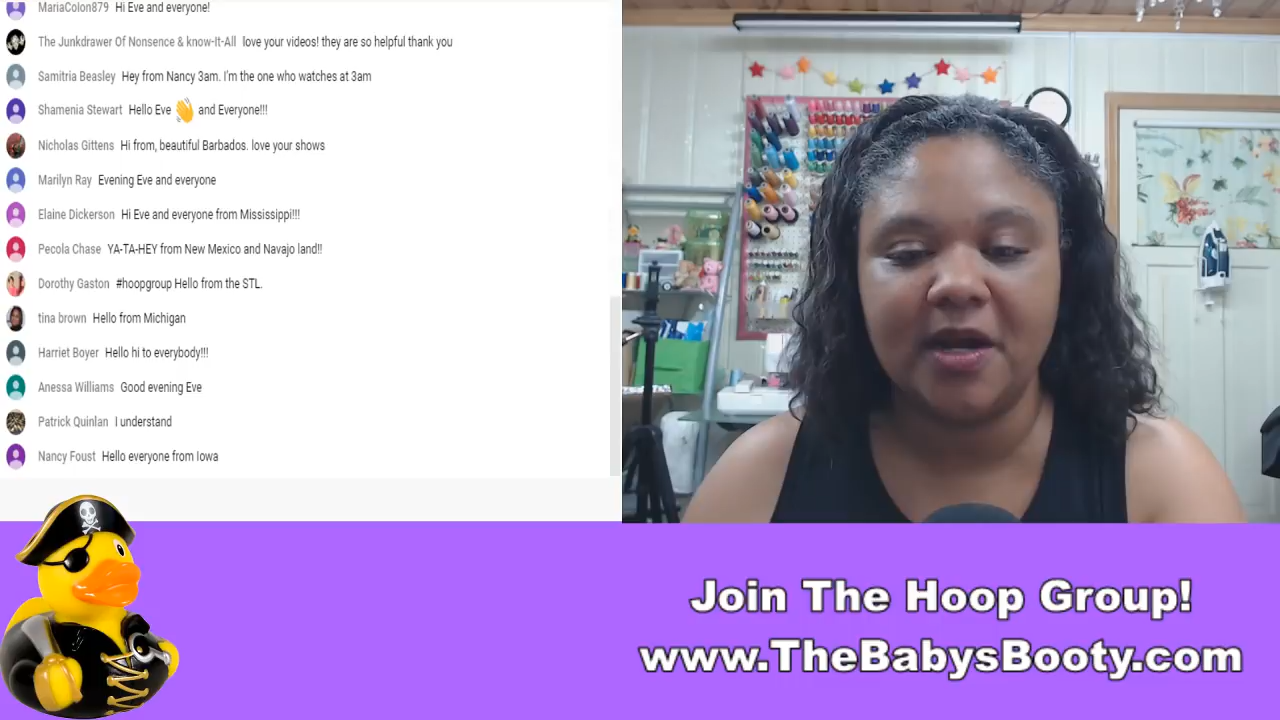 MariaColon879 Hi Eve and everyone!
The Junkdrawer Of Nonsence & know-It-All love your videos! they are so helpful thank you
Samitria Beasley Hey from Nancy 3am. I'm the one who watches at 3am
Shamenia Stewart Hello Eve 👋 and Everyone!!!
Nicholas Gittens Hi from, beautiful Barbados. love your shows
Marilyn Ray Evening Eve and everyone
Elaine Dickerson Hi Eve and everyone from Mississippi!!!
Pecola Chase YA-TA-HEY from New Mexico and Navajo land!!
Dorothy Gaston #hoopgroup Hello from the STL.
tina brown Hello from Michigan
Harriet Boyer Hello hi to everybody!!!
Anessa Williams Good evening Eve
Patrick Quinlan I understand
Nancy Foust Hello everyone from Iowa
Join The Hoop Group!
www.TheBabysBooty.com